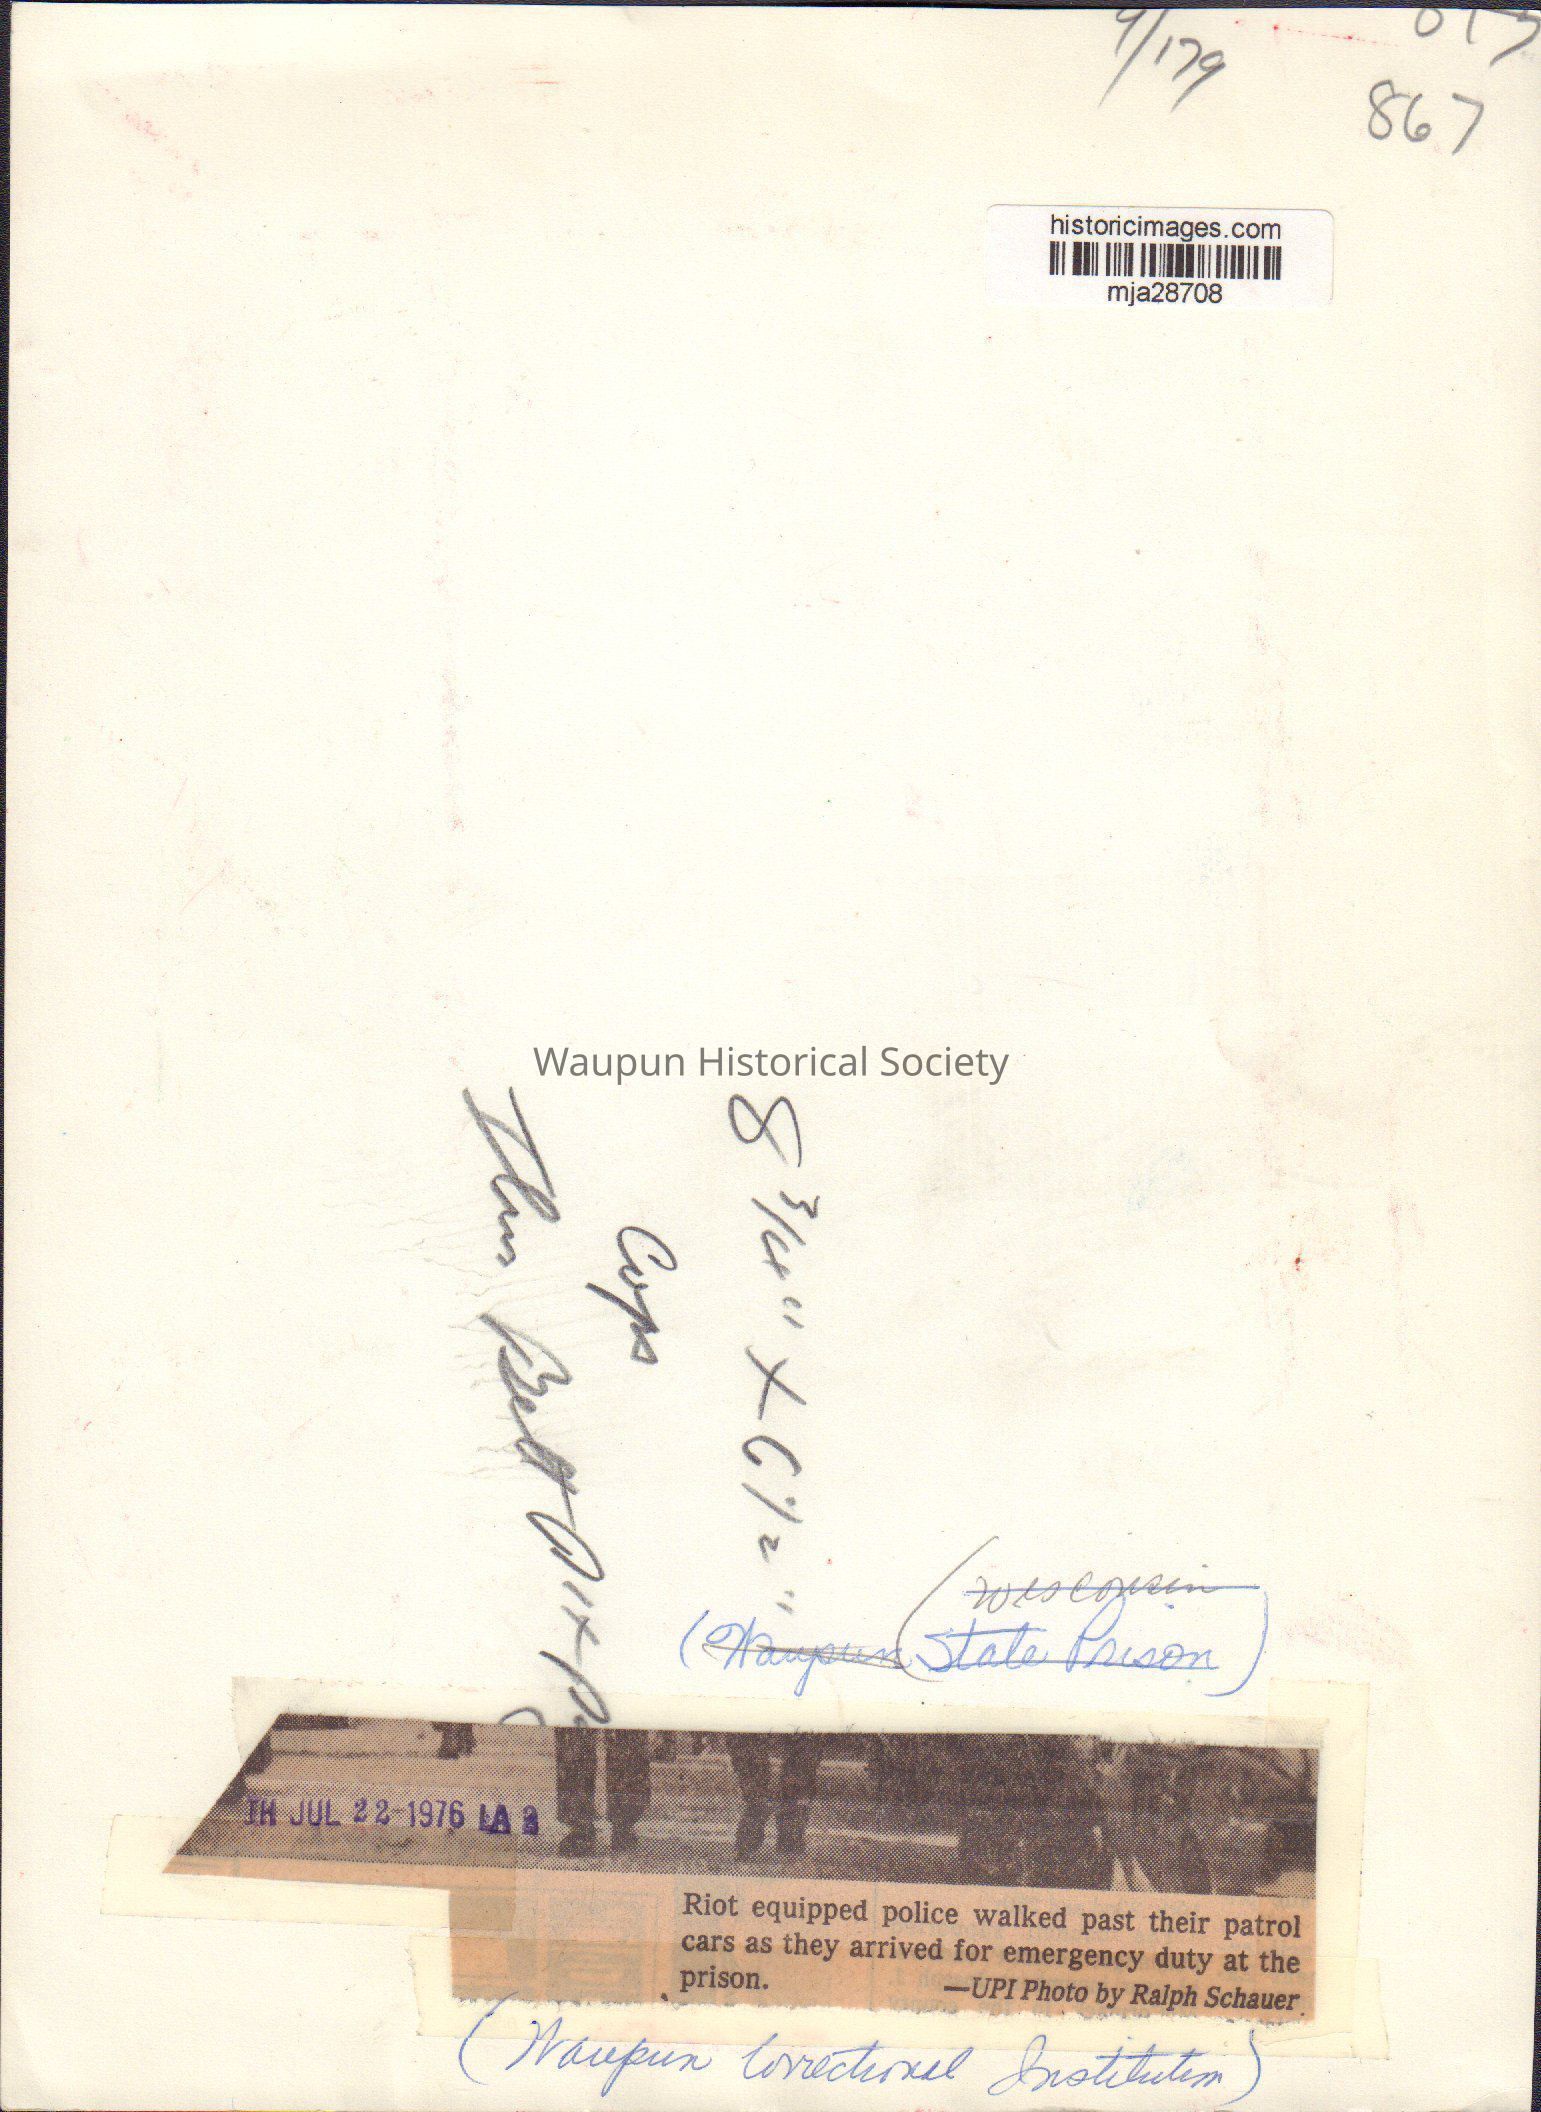 9/179
867
historicimages.com
mja28708
Waupun Historical Society
8 3/4" x 6 1/2"
Cops
(Wisconsin
(Waupun State Prison)
TH JUL 22 1976 LA
Riot equipped police walked past their patrol
cars as they arrived for emergency duty at the
prison. —UPI Photo by Ralph Schauer
(Waupun Correctional Institution)